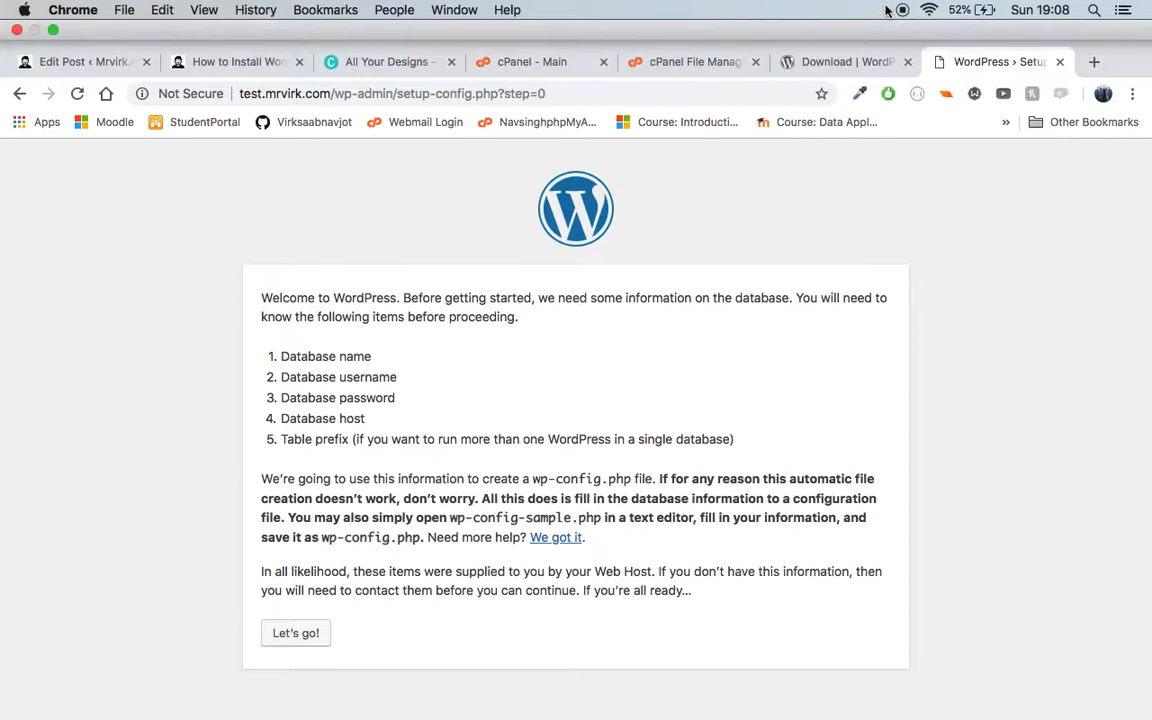 Chrome File Edit View History Bookmarks People Window Help 52% Sun 19:08
Edit Post ‹ Mrvirk. How to Install Wor All Your Designs – cPanel - Main cPanel File Manag Download | WordP WordPress › Setu
Not Secure test.mrvirk.com/wp-admin/setup-config.php?step=0
Apps Moodle StudentPortal Virksaabnavjot Webmail Login NavsinghphpMyA... Course: Introducti... Course: Data Appl... » Other Bookmarks
Welcome to WordPress. Before getting started, we need some information on the database. You will need to
know the following items before proceeding.
1. Database name
2. Database username
3. Database password
4. Database host
5. Table prefix (if you want to run more than one WordPress in a single database)
We're going to use this information to create a wp-config.php file. If for any reason this automatic file
creation doesn't work, don't worry. All this does is fill in the database information to a configuration
file. You may also simply open wp-config-sample.php in a text editor, fill in your information, and
save it as wp-config.php. Need more help? We got it.
In all likelihood, these items were supplied to you by your Web Host. If you don't have this information, then
you will need to contact them before you can continue. If you're all ready...
Let's go!